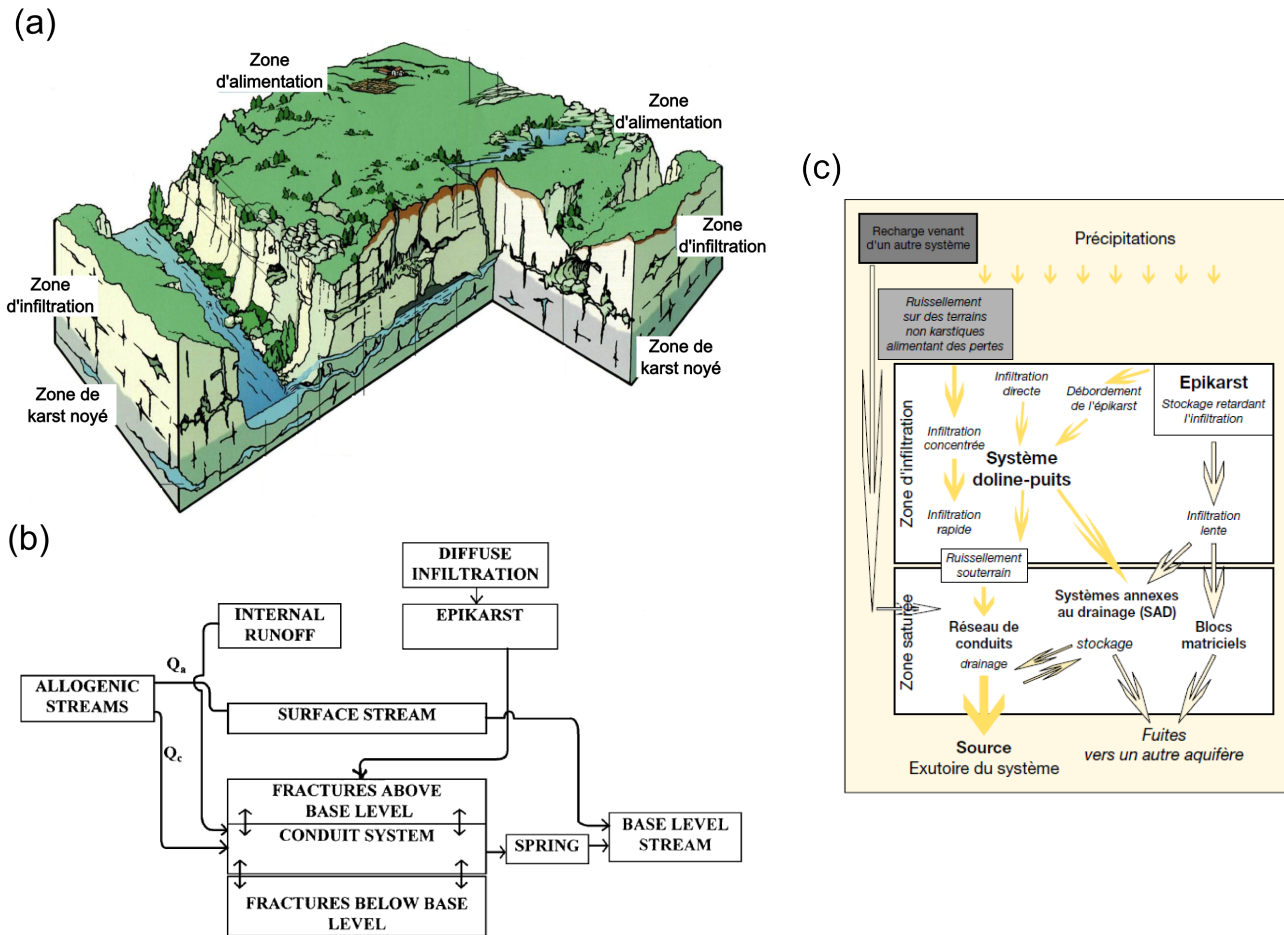 (a)
Zone
d'alimentation
Zone
d'alimentation
Zone
d'infiltration
Zone
d'infiltration
Zone de
karst noyé
Zone de
karst noyé
(b)
DIFFUSE
INFILTRATION
INTERNAL
RUNOFF
EPIKARST
Qa
ALLOGENIC
STREAMS
SURFACE STREAM
Qc
FRACTURES ABOVE
BASE LEVEL
CONDUIT SYSTEM
SPRING
BASE LEVEL
STREAM
FRACTURES BELOW BASE
LEVEL
(c)
Recharge venant
d'un autre système
Précipitations
Ruissellement
sur des terrains
non karstiques
alimentant des pertes
Zone d'infiltration
Infiltration
directe
Débordement
de l'épikarst
Epikarst
Stockage retardant
l'Infiltration
Infiltration
concentrée
Système
doline-puits
Infiltration
rapide
Infiltration
lente
Ruissellement
souterrain
Zone saturée
Systèmes annexes
au drainage (SAD)
Réseau de
conduits
drainage
stockage
Blocs
matriciels
Source
Exutoire du système
Fuites
vers un autre aquifère